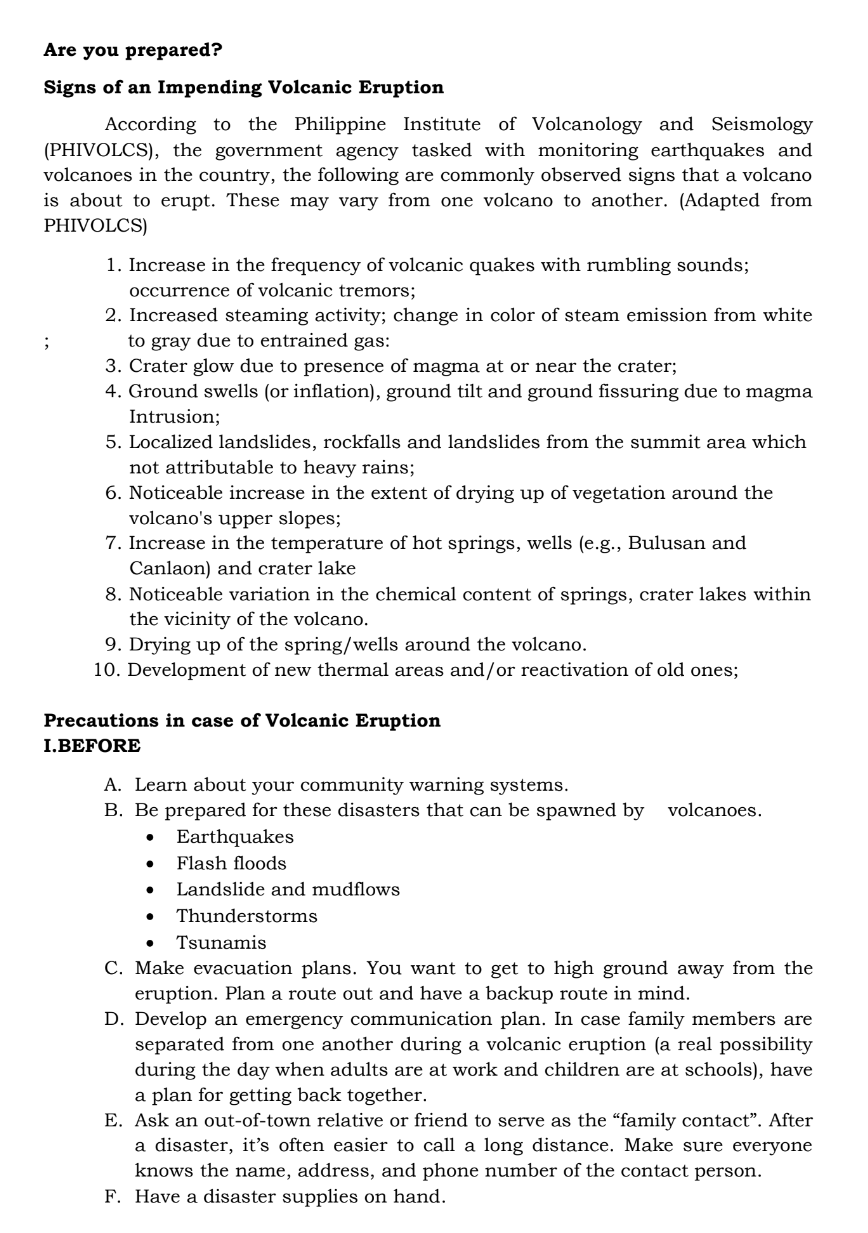 Are you prepared?
Signs of an Impending Volcanic Eruption
According to the Philippine Institute of Volcanology and Seismology
(PHIVOLCS), the government agency tasked with monitoring earthquakes and
volcanoes in the country, the following are commonly observed signs that a volcano
is about to erupt. These may vary from one volcano to another. (Adapted from
PHIVOLCS)
1. Increase in the frequency of volcanic quakes with rumbling sounds;
occurrence of volcanic tremors;
2. Increased steaming activity; change in color of steam emission from white
; to gray due to entrained gas:
3. Crater glow due to presence of magma at or near the crater;
4. Ground swells (or inflation), ground tilt and ground fissuring due to magma
Intrusion;
5. Localized landslides, rockfalls and landslides from the summit area which
not attributable to heavy rains;
6. Noticeable increase in the extent of drying up of vegetation around the
volcano's upper slopes;
7. Increase in the temperature of hot springs, wells (e.g., Bulusan and
Canlaon) and crater lake
8. Noticeable variation in the chemical content of springs, crater lakes within
the vicinity of the volcano.
9. Drying up of the spring/wells around the volcano.
10. Development of new thermal areas and/or reactivation of old ones;
Precautions in case of Volcanic Eruption
I.BEFORE
A. Learn about your community warning systems.
B. Be prepared for these disasters that can be spawned by volcanoes.
• Earthquakes
• Flash floods
• Landslide and mudflows
• Thunderstorms
• Tsunamis
C. Make evacuation plans. You want to get to high ground away from the
eruption. Plan a route out and have a backup route in mind.
D. Develop an emergency communication plan. In case family members are
separated from one another during a volcanic eruption (a real possibility
during the day when adults are at work and children are at schools), have
a plan for getting back together.
E. Ask an out-of-town relative or friend to serve as the “family contact”. After
a disaster, it’s often easier to call a long distance. Make sure everyone
knows the name, address, and phone number of the contact person.
F. Have a disaster supplies on hand.